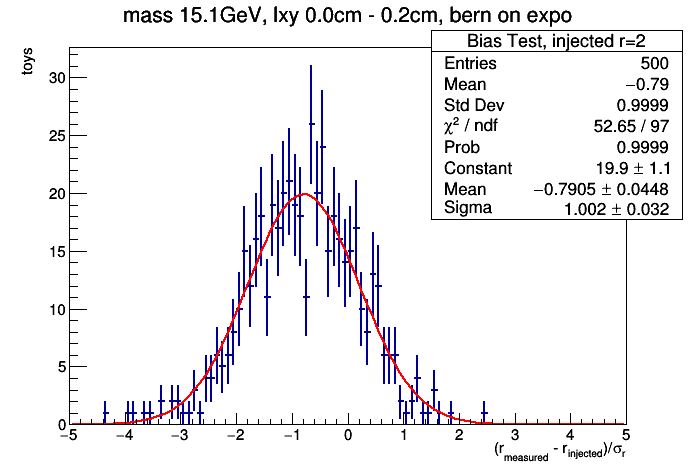 mass 15.1GeV, lxy 0.0cm - 0.2cm, bern on expo
Bias Test, injected r=2
Entries 500
Mean −0.79
Std Dev 0.9999
χ² / ndf 52.65 / 97
Prob 0.9999
Constant 19.9 ± 1.1
Mean −0.7905 ± 0.0448
Sigma 1.002 ± 0.032
toys
30
25
20
15
10
5
0
−5 −4 −3 −2 −1 0 1 2 3 4 5
(r_measured - r_injected)/σ_r